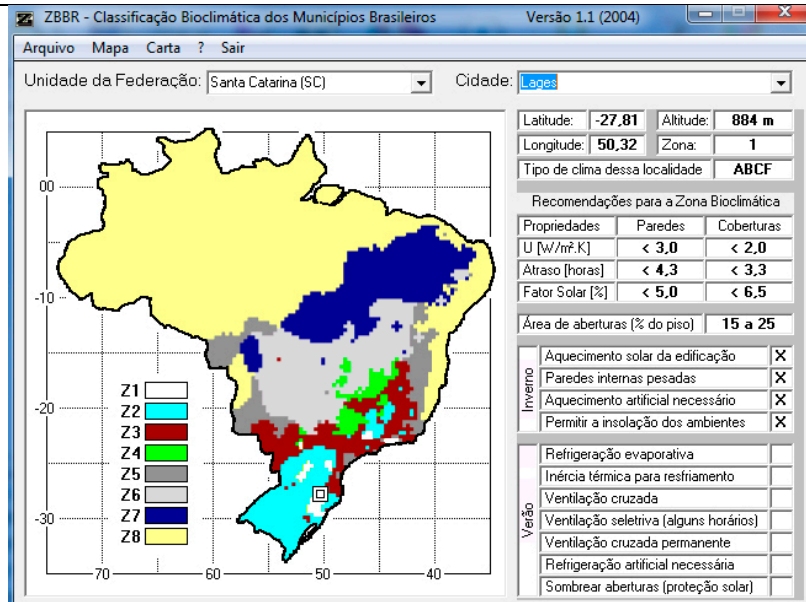 ZBBR - Classificação Bioclimática dos Municípios Brasileiros Versão 1.1 (2004)
Arquivo Mapa Carta ? Sair
Unidade da Federação: Santa Catarina (SC) Cidade: Lages
Latitude: -27,81 Altitude: 884 m
Longitude: 50,32 Zona: 1
Tipo de clima dessa localidade ABCF
Recomendações para a Zona Bioclimática
Propriedades Paredes Coberturas
U [W/m².K] < 3,0 < 2,0
Atraso [horas] < 4,3 < 3,3
Fator Solar [%] < 5,0 < 6,5
Área de aberturas (% do piso) 15 a 25
Inverno
Aquecimento solar da edificação X
Paredes internas pesadas X
Aquecimento artificial necessário X
Permitir a insolação dos ambientes X
Verão
Refrigeração evaporativa
Inércia térmica para resfriamento
Ventilação cruzada
Ventilação seletriva (alguns horários)
Ventilação cruzada permanente
Refrigeração artificial necessária
Sombrear aberturas (proteção solar)
00
-10
-20
-30
Z1
Z2
Z3
Z4
Z5
Z6
Z7
Z8
70 60 50 40